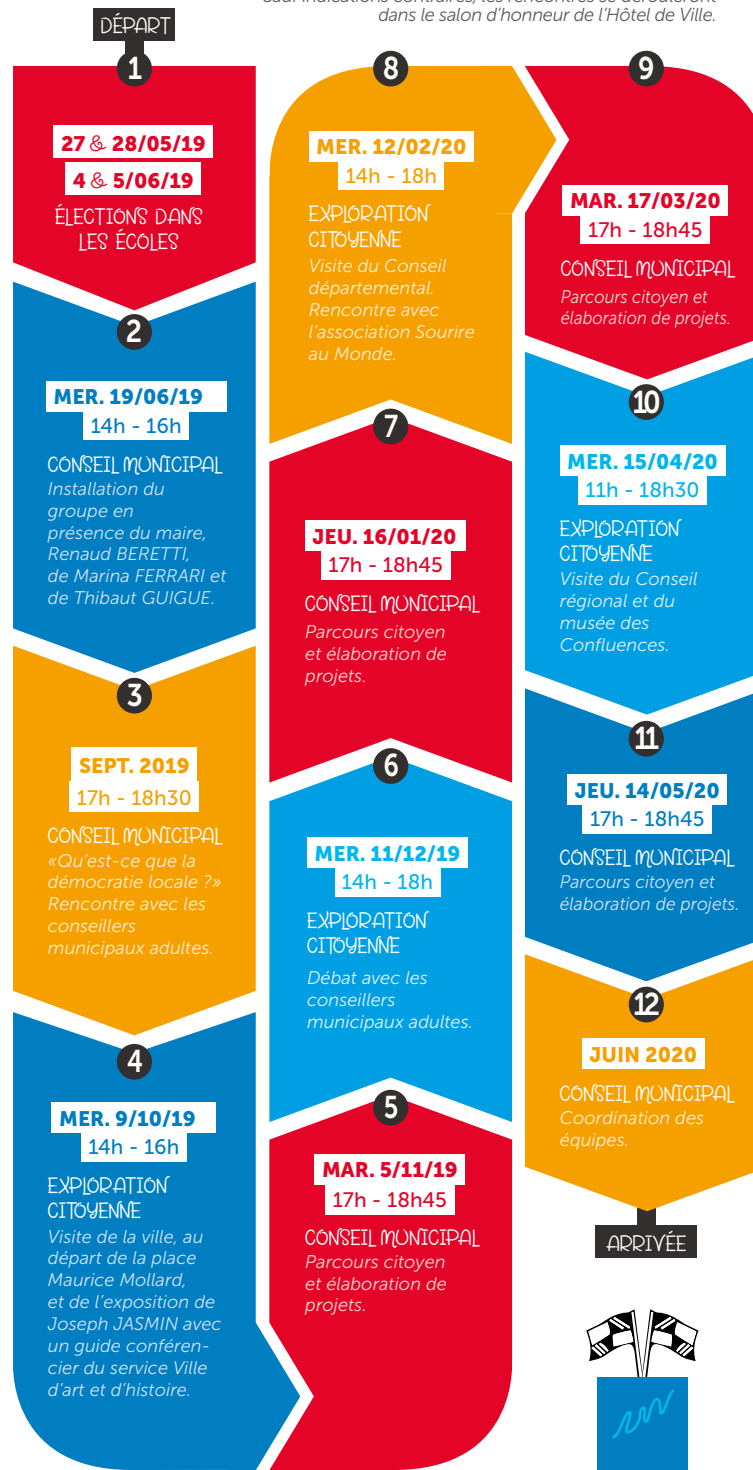 sauf indications contraires, les rencontres se dérouleront
dans le salon d'honneur de l'Hôtel de Ville.
DÉPART
1
27 & 28/05/19
4 & 5/06/19
ÉLECTIONS DANS
LES ÉCOLES
2
MER. 19/06/19
14h - 16h
CONSEIL MUNICIPAL
Installation du
groupe en
présence du maire,
Renaud BERETTI,
de Marina FERRARI et
de Thibaut GUIGUE.
3
SEPT. 2019
17h - 18h30
CONSEIL MUNICIPAL
«Qu'est-ce que la
démocratie locale ?»
Rencontre avec les
conseillers
municipaux adultes.
4
MER. 9/10/19
14h - 16h
EXPLORATION
CITOYENNE
Visite de la ville, au
départ de la place
Maurice Mollard,
et de l'exposition de
Joseph JASMIN avec
un guide conféren-
cier du service Ville
d'art et d'histoire.
5
MAR. 5/11/19
17h - 18h45
CONSEIL MUNICIPAL
Parcours citoyen
et élaboration de
projets.
6
MER. 11/12/19
14h - 18h
EXPLORATION
CITOYENNE
Débat avec les
conseillers
municipaux adultes.
7
JEU. 16/01/20
17h - 18h45
CONSEIL MUNICIPAL
Parcours citoyen
et élaboration de
projets.
8
MER. 12/02/20
14h - 18h
EXPLORATION
CITOYENNE
Visite du Conseil
départemental.
Rencontre avec
l'association Sourire
au Monde.
9
MAR. 17/03/20
17h - 18h45
CONSEIL MUNICIPAL
Parcours citoyen et
élaboration de projets.
10
MER. 15/04/20
11h - 18h30
EXPLORATION
CITOYENNE
Visite du Conseil
régional et du
musée des
Confluences.
11
JEU. 14/05/20
17h - 18h45
CONSEIL MUNICIPAL
Parcours citoyen et
élaboration de projets.
12
JUIN 2020
CONSEIL MUNICIPAL
Coordination des
équipes.
ARRIVÉE